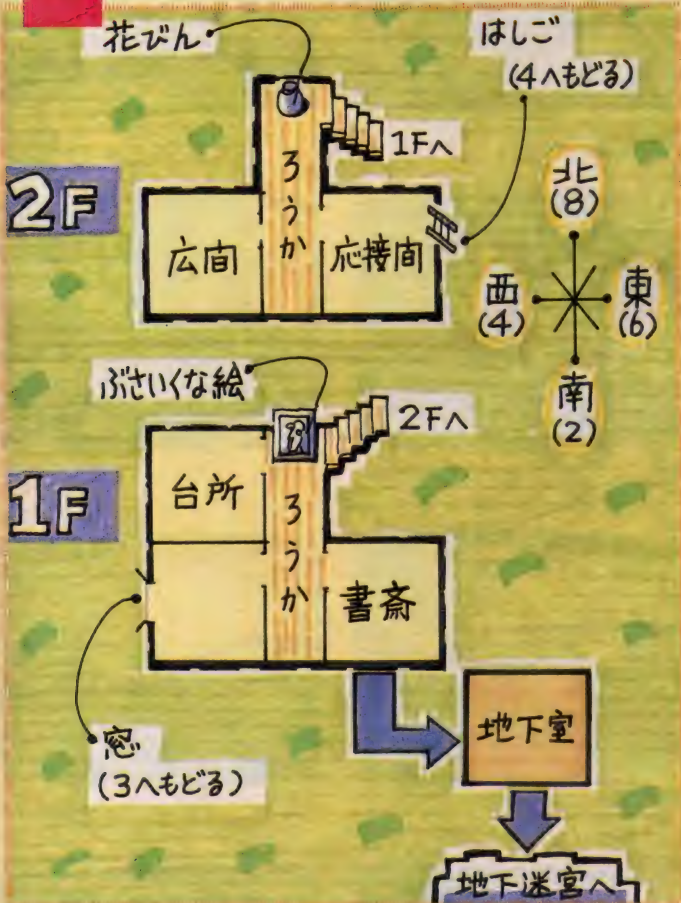 花びん
はしご
(4へもどる)
1Fへ
2F
ろうか
広間
応接間
北
(8)
西
(4)
東
(6)
南
(2)
ぶさいくな絵
2Fへ
1F
台所
ろうか
書斎
窓
(3へもどる)
地下室
地下迷宮へ